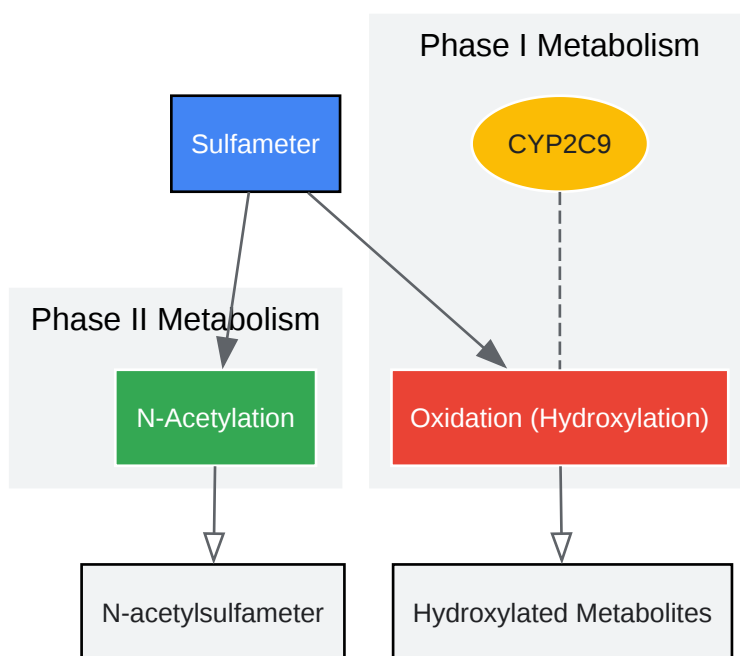 Phase I Metabolism
Sulfameter
CYP2C9
Phase II Metabolism
N-Acetylation
Oxidation (Hydroxylation)
N-acetylsulfameter
Hydroxylated Metabolites